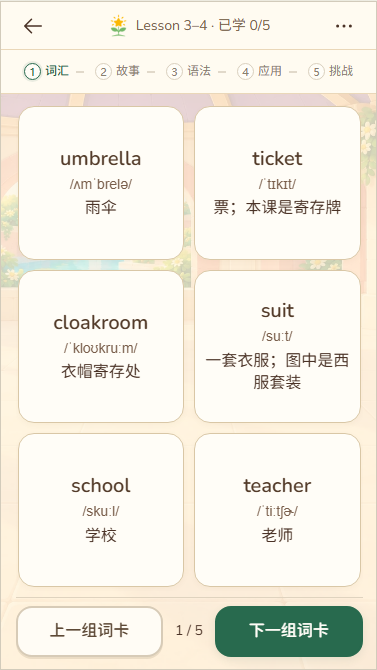 Lesson 3–4 · 已学 0/5
1 词汇 – 2 故事 – 3 语法 – 4 应用 – 5 挑战
umbrella
/ʌmˈbrelə/
雨伞
ticket
/ˈtɪkɪt/
票；本课是寄存牌
cloakroom
/ˈkloʊkruːm/
衣帽寄存处
suit
/suːt/
一套衣服；图中是西
服套装
school
/skuːl/
学校
teacher
/ˈtiːtʃɚ/
老师
上一组词卡
1 / 5
下一组词卡